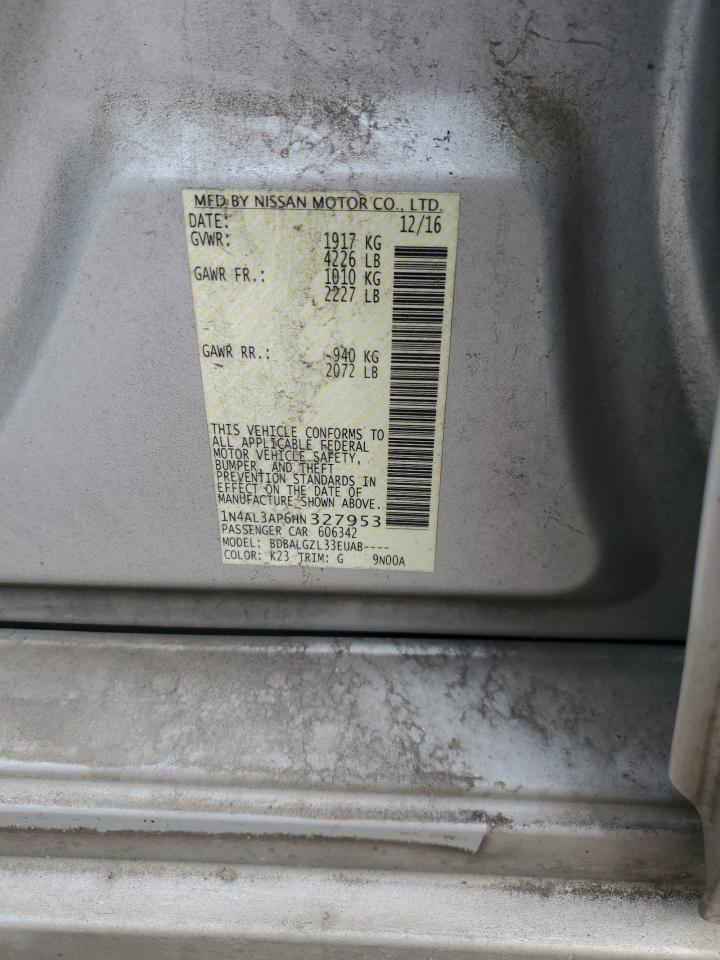 MFD BY NISSAN MOTOR CO., LTD.
DATE: 12/16
GVWR: 1917 KG
4226 LB
GAWR FR.: 1010 KG
2227 LB
GAWR RR.: 940 KG
2072 LB
THIS VEHICLE CONFORMS TO
ALL APPLICABLE FEDERAL
MOTOR VEHICLE SAFETY,
BUMPER, AND THEFT
PREVENTION STANDARDS IN
EFFECT ON THE DATE OF
MANUFACTURE SHOWN ABOVE.
1N4AL3AP6HN327953
PASSENGER CAR 606342
MODEL: BDBALGZL33EUAB----
COLOR: K23 TRIM: G 9N00A